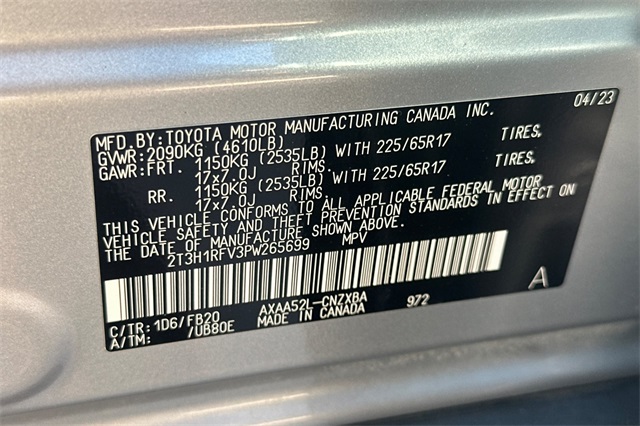 04/23
MFD. BY: TOYOTA MOTOR MANUFACTURING CANADA INC.
GVWR: 2090KG (4610LB)
GAWR: FRT. 1150KG (2535LB) WITH 225/65R17 TIRES,
17x7.0J RIMS.
RR. 1150KG (2535LB) WITH 225/65R17 TIRES,
17x7.0J RIMS.
THIS VEHICLE CONFORMS TO ALL APPLICABLE FEDERAL MOTOR
VEHICLE SAFETY AND THEFT PREVENTION STANDARDS IN EFFECT ON
THE DATE OF MANUFACTURE SHOWN ABOVE.
2T3H1RFV3PW265699 MPV
A
C/TR: 1D6/FB20 AXAA52L-CNZXBA 972
A/TM: /UB80E MADE IN CANADA